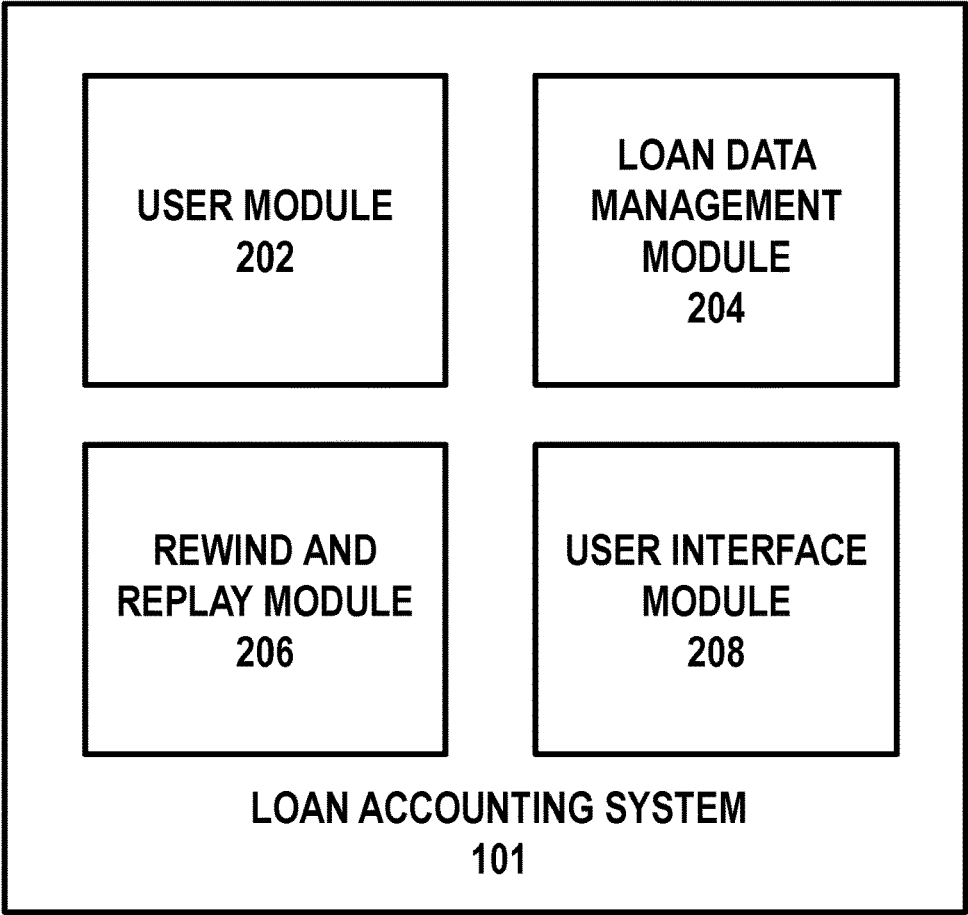 USER MODULE
202
LOAN DATA
MANAGEMENT
MODULE
204
REWIND AND
REPLAY MODULE
206
USER INTERFACE
MODULE
208
LOAN ACCOUNTING SYSTEM
101